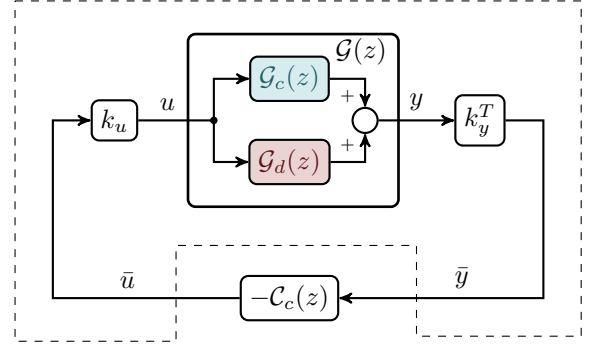 𝒢(z)
𝒢_c(z)
u
+
y
k_u
k_y^T
+
𝒢_d(z)
ū
ȳ
−𝒞_c(z)